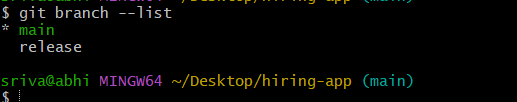 $ git branch --list
* main
  release

sriva@abhi MINGW64 ~/Desktop/hiring-app (main)
$